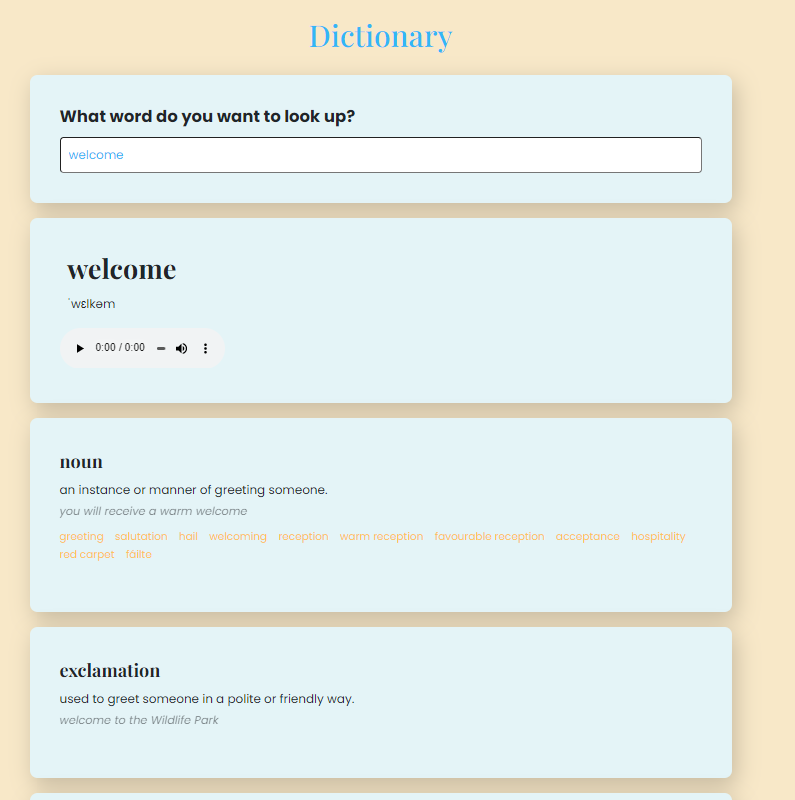 Dictionary
What word do you want to look up?
welcome
welcome
ˈwɛlkəm
0:00 / 0:00
noun
an instance or manner of greeting someone.
you will receive a warm welcome
greeting salutation hail welcoming reception warm reception favourable reception acceptance hospitality
red carpet fáilte
exclamation
used to greet someone in a polite or friendly way.
welcome to the Wildlife Park